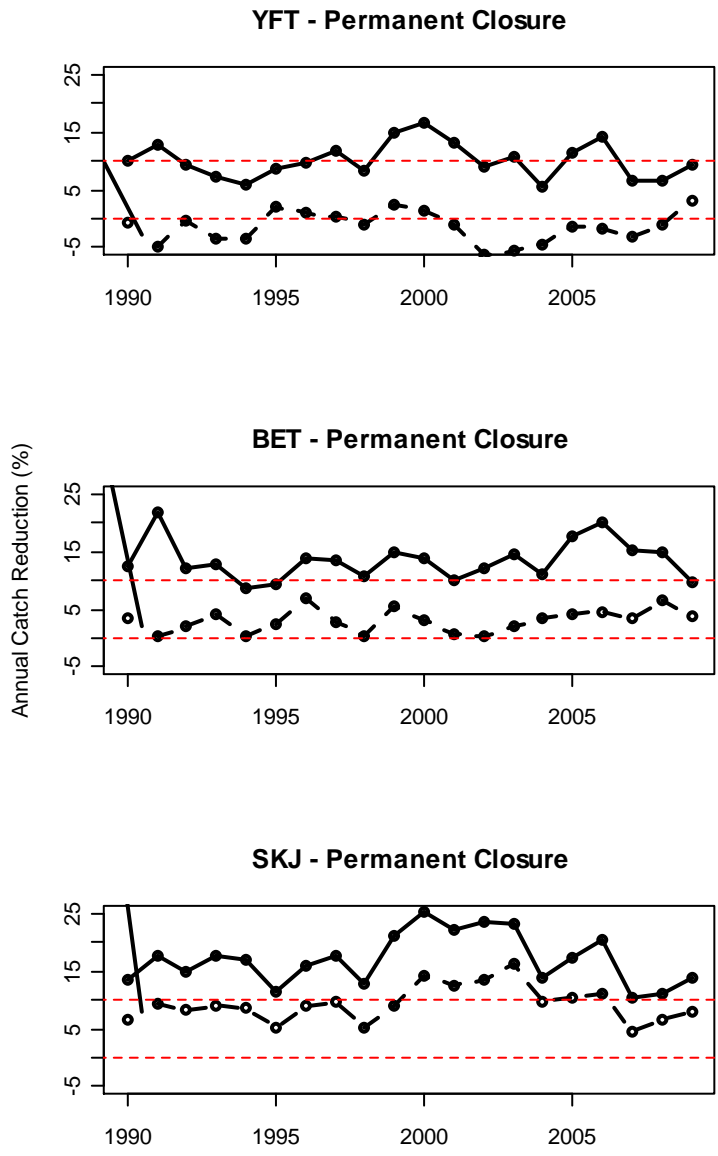 YFT - Permanent Closure
25
15
5
-5
1990 1995 2000 2005
Annual Catch Reduction (%)
BET - Permanent Closure
25
15
5
-5
1990 1995 2000 2005
SKJ - Permanent Closure
25
15
5
-5
1990 1995 2000 2005